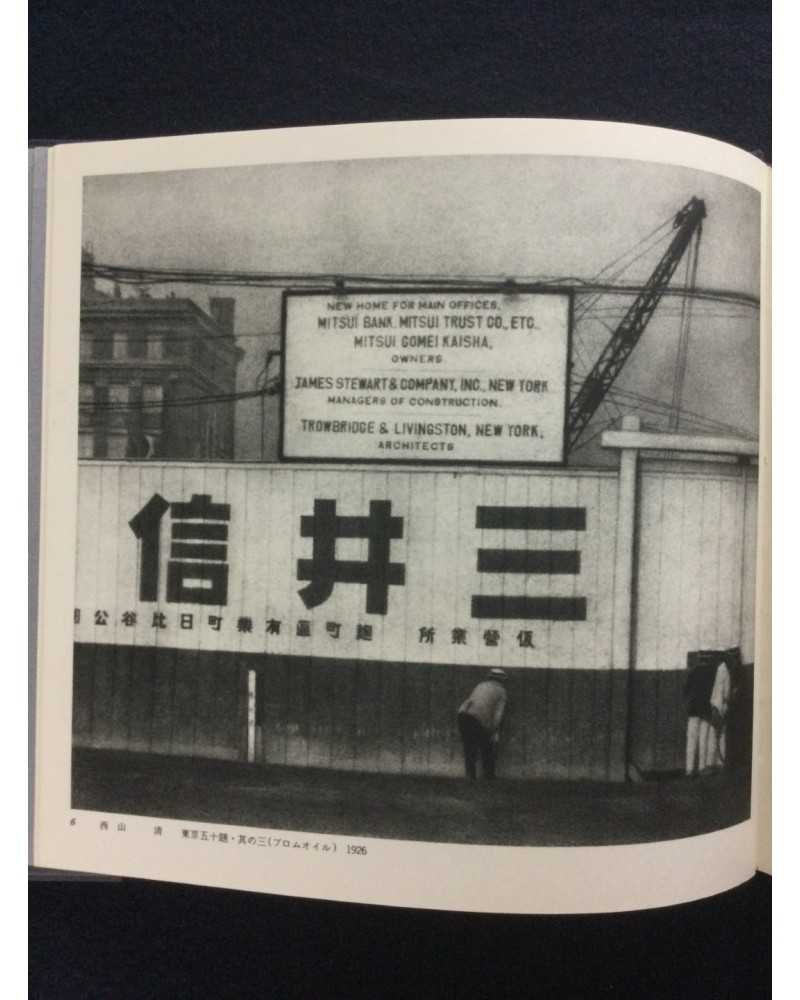 NEW HOME FOR MAIN OFFICES,
MITSUI BANK, MITSUI TRUST CO., ETC.,
MITSUI GOMEI KAISHA,
OWNERS
JAMES STEWART & COMPANY, INC., NEW YORK
MANAGERS OF CONSTRUCTION.
TROWBRIDGE & LIVINGSTON, NEW YORK,
ARCHITECTS
三井信
仮營業所 麹町區有楽町日比谷公
6 西山 清 東京五十題・其の三(ブロムオイル) 1926